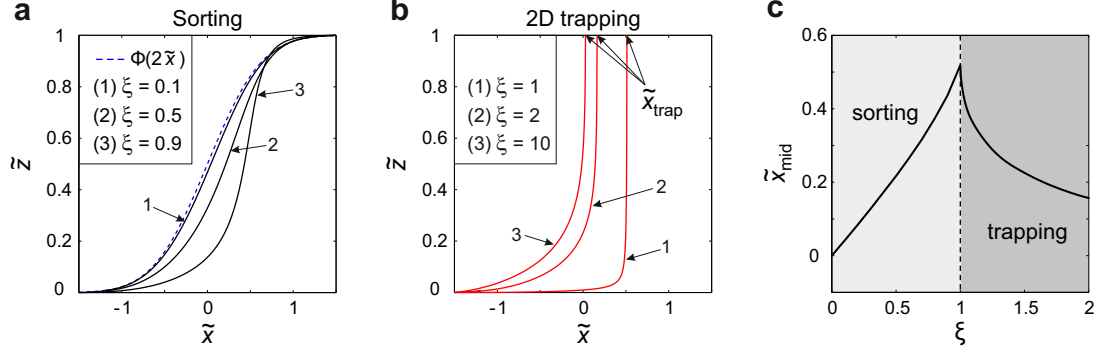 a
Sorting
1
0.8
0.6
0.4
0.2
0
z̃
Φ(2x̃)
(1) ξ = 0.1
(2) ξ = 0.5
(3) ξ = 0.9
1
2
3
-1
0
1
x̃
b
2D trapping
1
0.8
0.6
0.4
0.2
0
z̃
(1) ξ = 1
(2) ξ = 2
(3) ξ = 10
x̃trap
3
2
1
-1
0
1
x̃
c
0.6
0.4
0.2
0
x̃mid
sorting
trapping
0
0.5
1
1.5
2
ξ